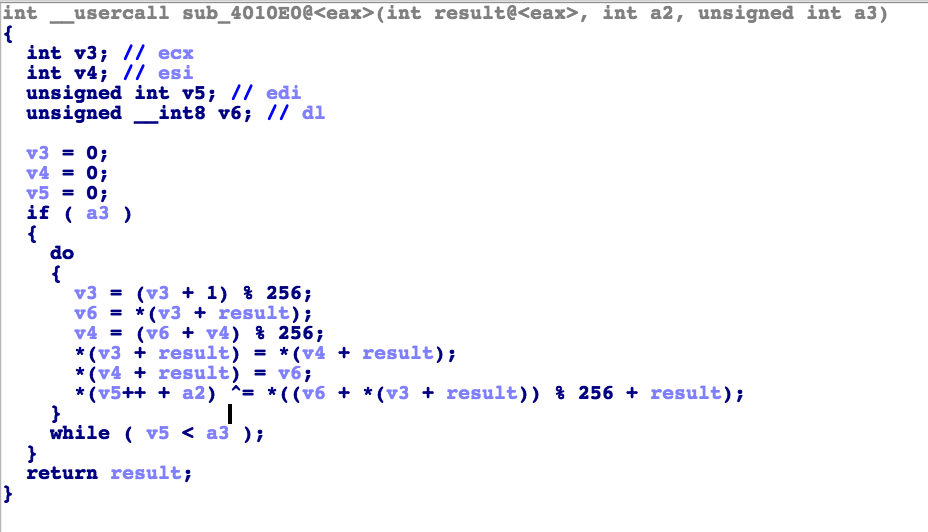 int __usercall sub_4010E0@<eax>(int result@<eax>, int a2, unsigned int a3)
{
int v3; // ecx
int v4; // esi
unsigned int v5; // edi
unsigned __int8 v6; // dl
v3 = 0;
v4 = 0;
v5 = 0;
if ( a3 )
{
do
{
v3 = (v3 + 1) % 256;
v6 = *(v3 + result);
v4 = (v6 + v4) % 256;
*(v3 + result) = *(v4 + result);
*(v4 + result) = v6;
*(v5++ + a2) ^= *((v6 + *(v3 + result)) % 256 + result);
}
while ( v5 < a3 );
}
return result;
}